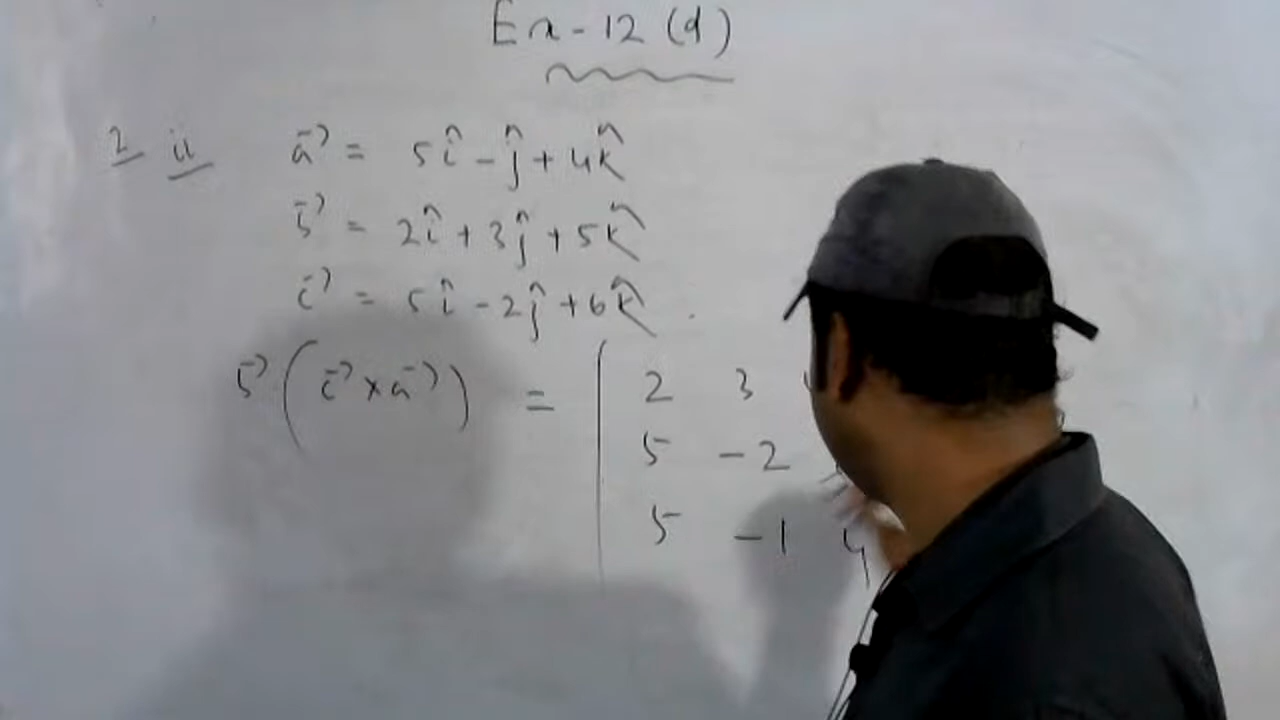 Ex-12 (d)
2 ii a⃗ = 5î - ĵ + 4k̂
b⃗ = 2î + 3ĵ + 5k̂
c⃗ = 5î - 2ĵ + 6k̂.
b⃗ (c⃗ × a⃗) = | 2 3
5 -2
5 -1 4